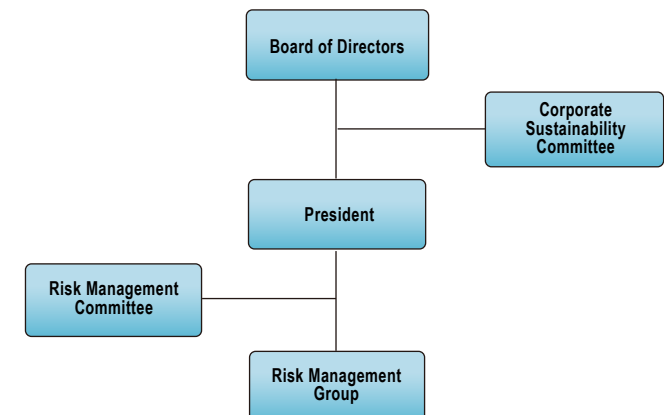 Board of Directors
Corporate
Sustainability
Committee
President
Risk Management
Committee
Risk Management
Group